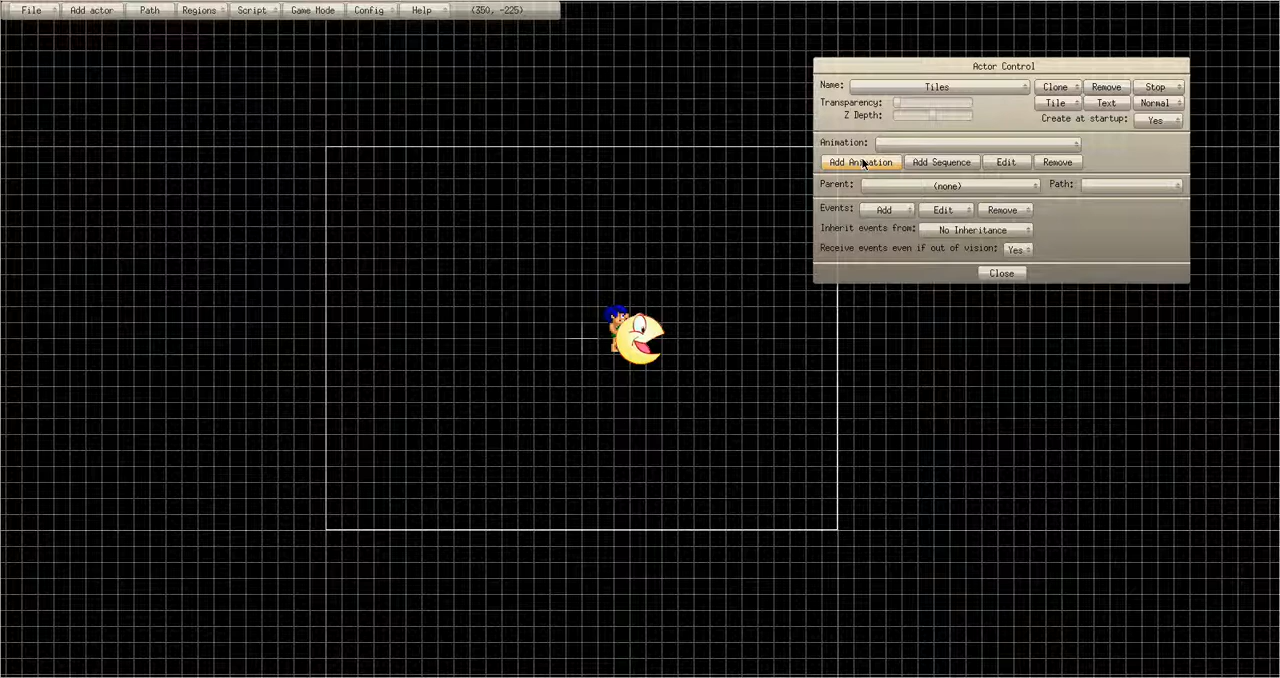 File Add actor Path Regions Script Game Mode Config Help (350, -225)
Actor Control
Name: Tiles Clone Remove Stop
Transparency: Tile Text Normal
Z Depth: Create at startup: Yes
Animation:
Add Animation Add Sequence Edit Remove
Parent: (none) Path:
Events: Add Edit Remove
Inherit events from: No Inheritance
Receive events even if out of vision: Yes
Close